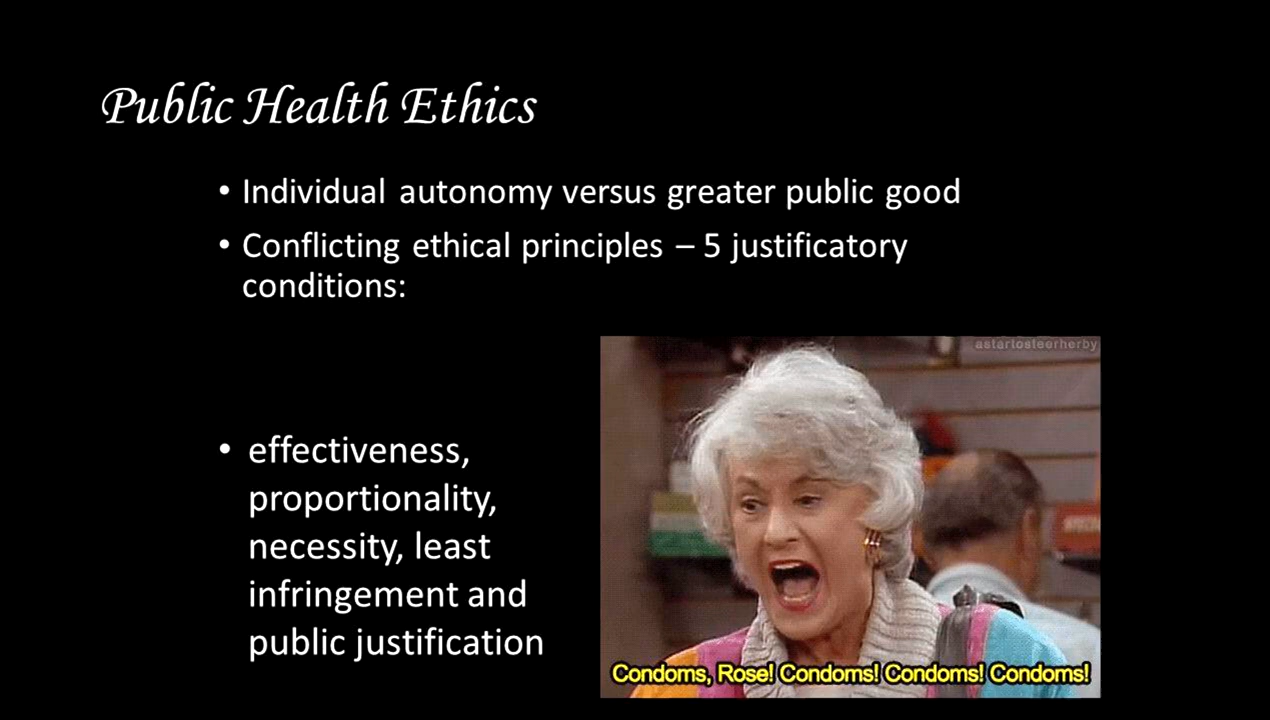 Public Health Ethics
• Individual autonomy versus greater public good
• Conflicting ethical principles – 5 justificatory
conditions:
astartosteerherby
• effectiveness,
proportionality,
necessity, least
infringement and
public justification
Condoms, Rose! Condoms! Condoms! Condoms!